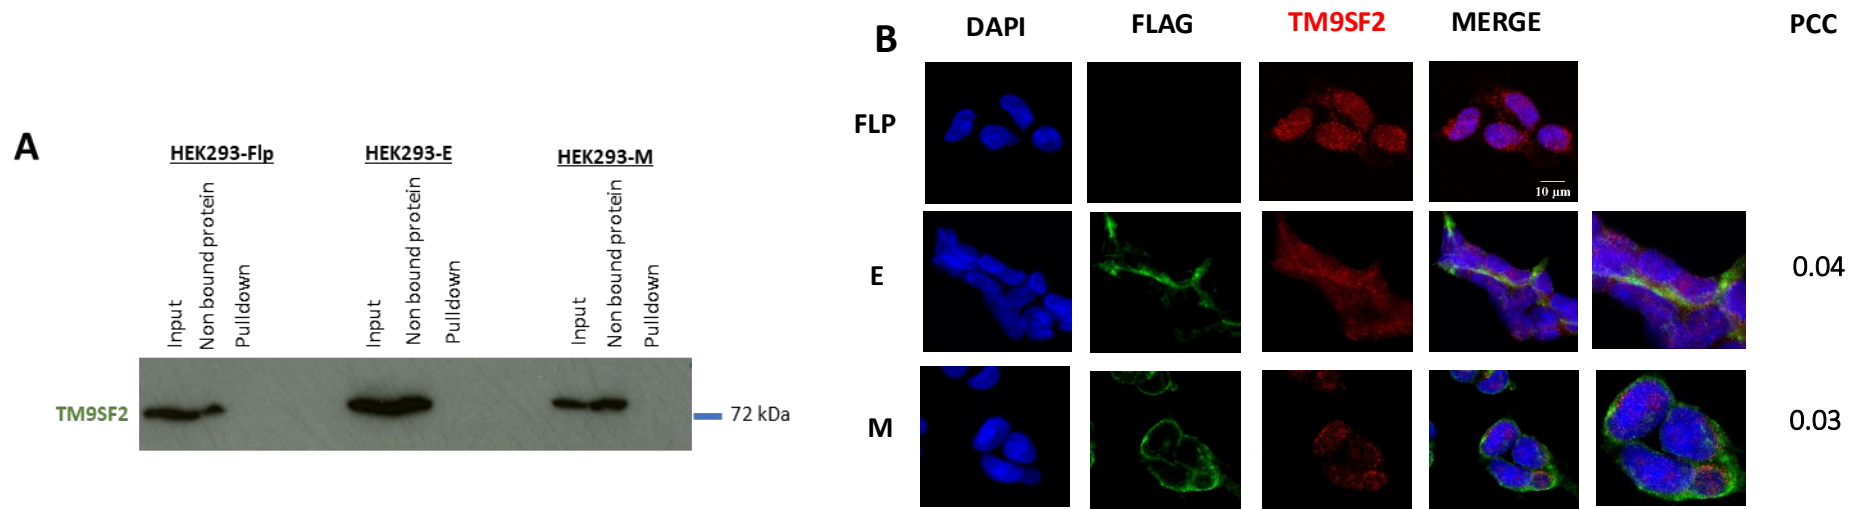 A
HEK293-Flp
HEK293-E
HEK293-M
Input
Non bound protein
Pulldown
Input
Non bound protein
Pulldown
Input
Non bound protein
Pulldown
TM9SF2
72 kDa
B
DAPI
FLAG
TM9SF2
MERGE
PCC
FLP
10 µm
E
0.04
M
0.03